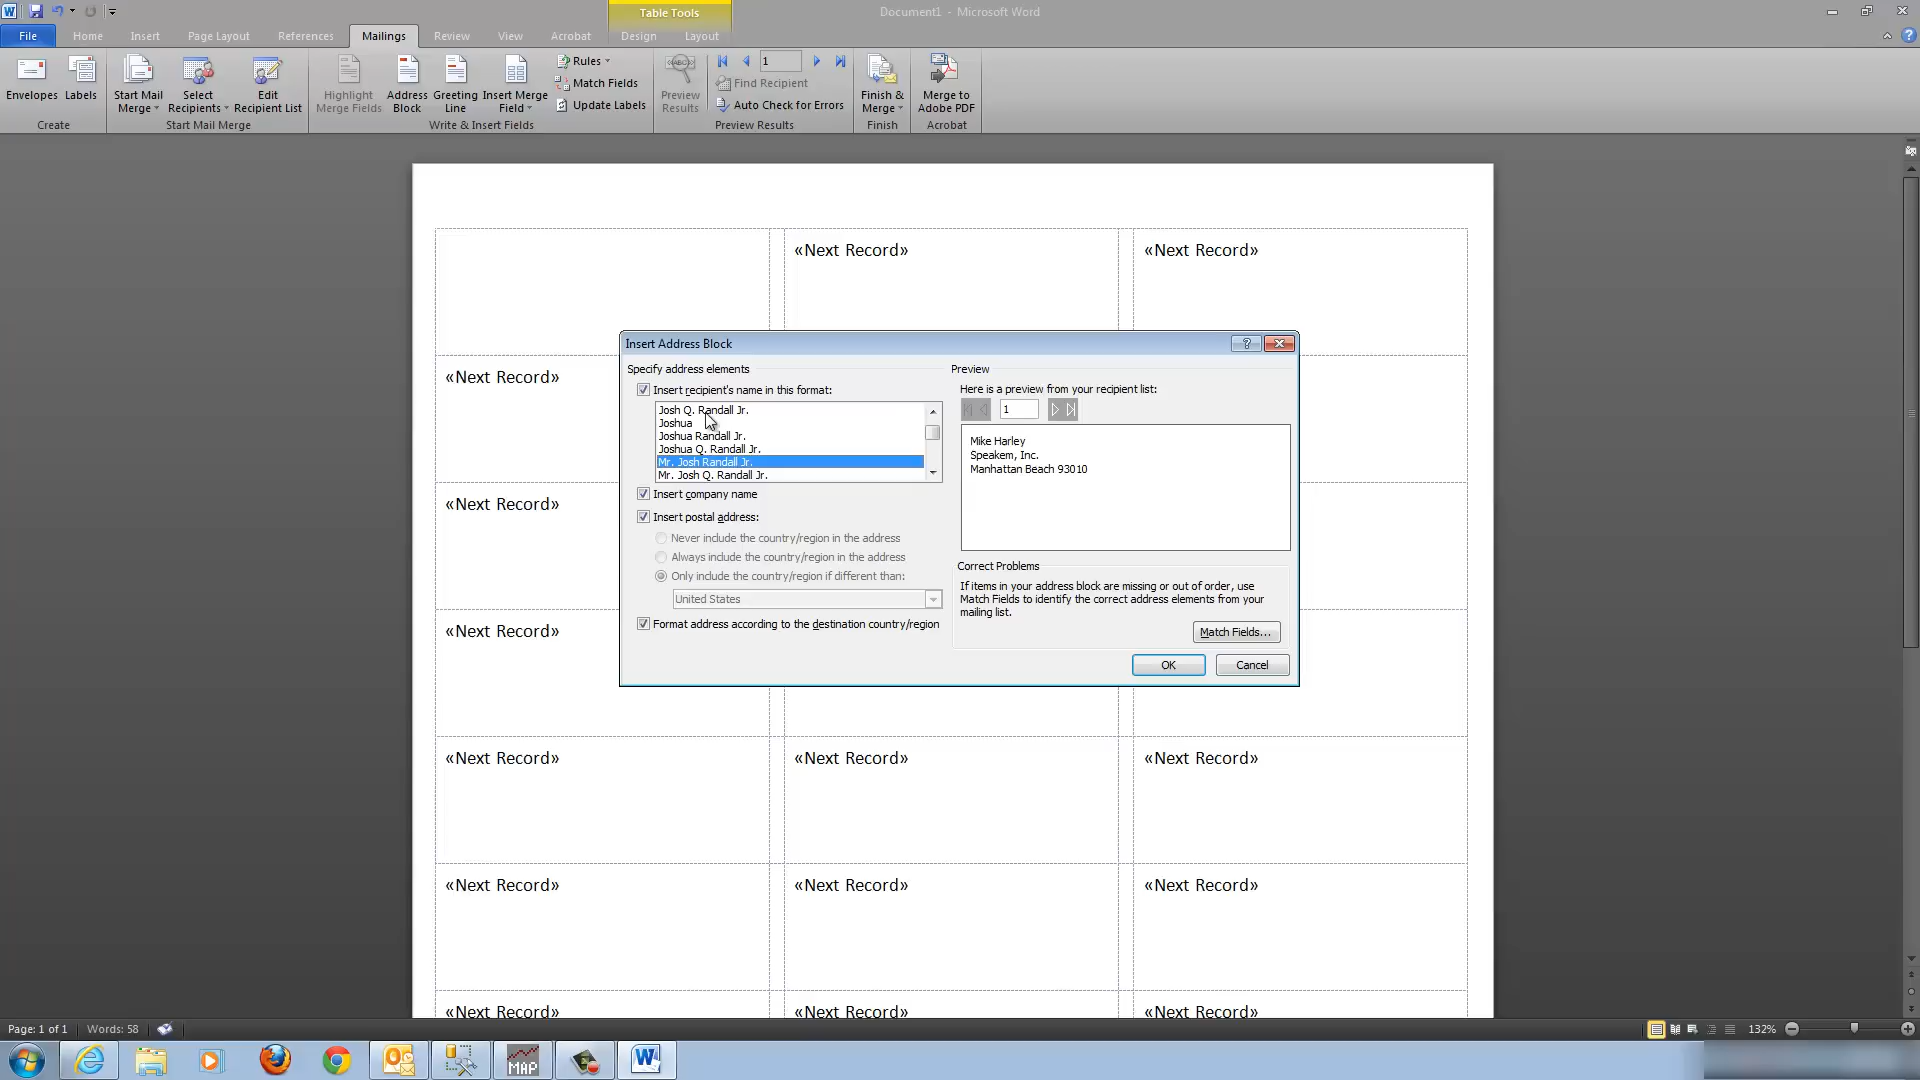 Table Tools
Document1 - Microsoft Word
File Home Insert Page Layout References Mailings Review View Acrobat Design Layout
Envelopes
Labels
Create
Start Mail
Merge
Select
Recipients
Edit
Recipient List
Start Mail Merge
Highlight
Merge Fields
Address
Block
Greeting
Line
Insert Merge
Field
Rules
Match Fields
Update Labels
Write & Insert Fields
«ABC»
Preview
Results
1
Find Recipient
Auto Check for Errors
Preview Results
Finish &
Merge
Finish
Merge to
Adobe PDF
Acrobat
«Next Record» «Next Record»
«Next Record»
«Next Record»
«Next Record»
Insert Address Block
Specify address elements
Insert recipient's name in this format:
Josh Q. Randall Jr.
Joshua
Joshua Randall Jr.
Joshua Q. Randall Jr.
Mr. Josh Randall Jr.
Mr. Josh Q. Randall Jr.
Insert company name
Insert postal address:
Never include the country/region in the address
Always include the country/region in the address
Only include the country/region if different than:
United States
Format address according to the destination country/region
Preview
Here is a preview from your recipient list:
1
Mike Harley
Speakem, Inc.
Manhattan Beach 93010
Correct Problems
If items in your address block are missing or out of order, use
Match Fields to identify the correct address elements from your
mailing list.
Match Fields...
OK
Cancel
«Next Record» «Next Record» «Next Record»
«Next Record» «Next Record» «Next Record»
«Next Record» «Next Record» «Next Record»
Page: 1 of 1 Words: 58
132%
MAP